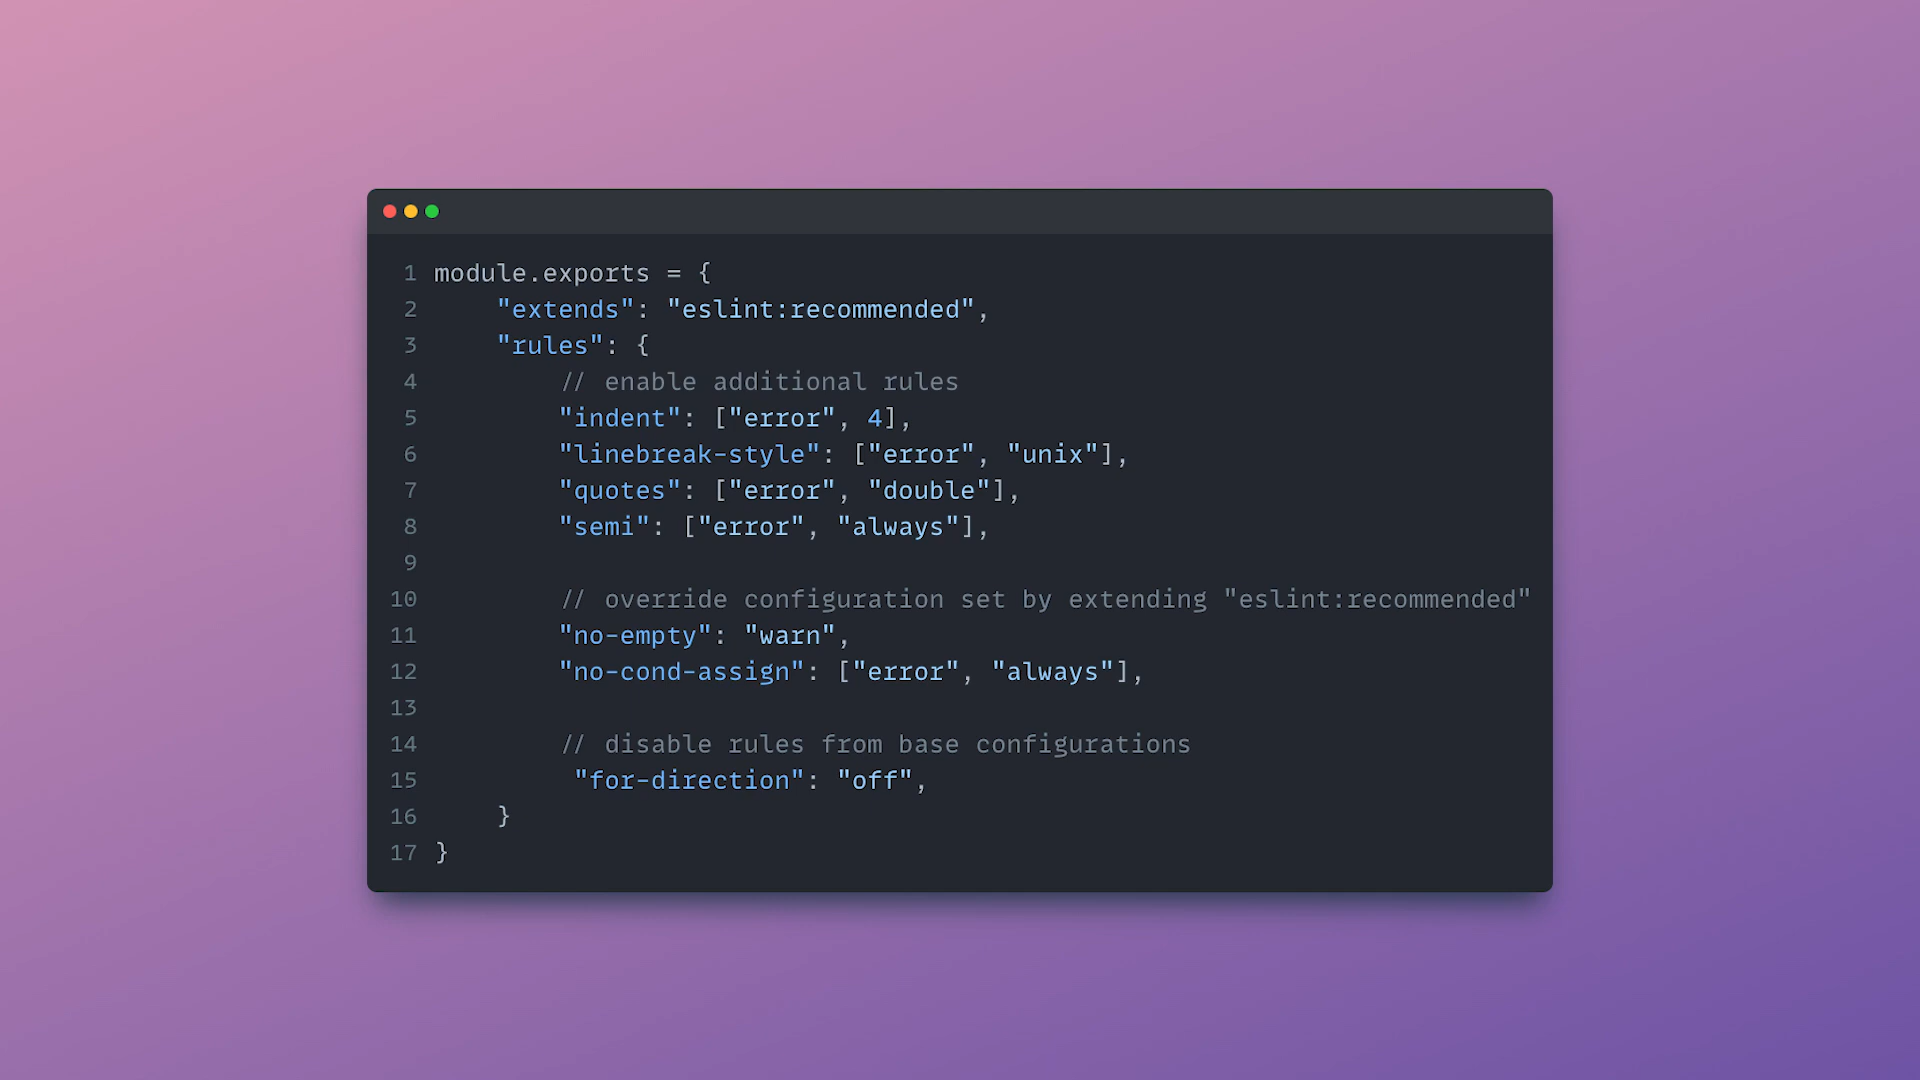 1 module.exports = {
2 "extends": "eslint:recommended",
3 "rules": {
4 // enable additional rules
5 "indent": ["error", 4],
6 "linebreak-style": ["error", "unix"],
7 "quotes": ["error", "double"],
8 "semi": ["error", "always"],
9
10 // override configuration set by extending "eslint:recommended"
11 "no-empty": "warn",
12 "no-cond-assign": ["error", "always"],
13
14 // disable rules from base configurations
15 "for-direction": "off",
16 }
17 }